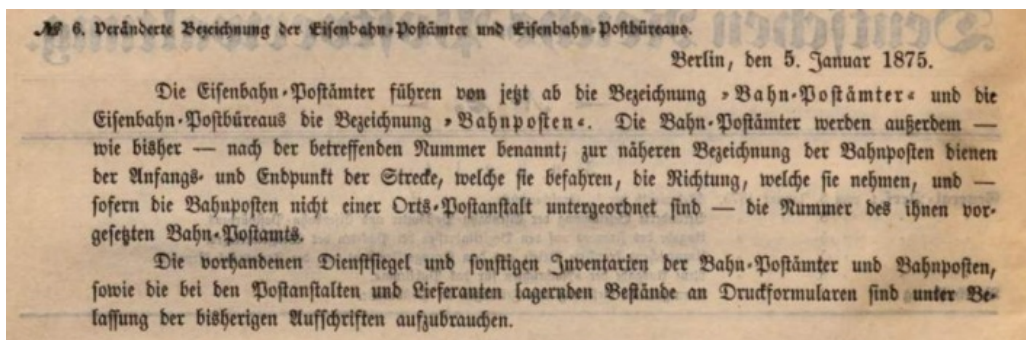 № 6. Veränderte Bezeichnung der Eisenbahn-Postämter und Eisenbahn-Postbüreaus.
Berlin, den 5. Januar 1875.
Die Eisenbahn-Postämter führen von jetzt ab die Bezeichnung »Bahn-Postämter« und die
Eisenbahn-Postbüreaus die Bezeichnung »Bahnposten«. Die Bahn-Postämter werden außerdem —
wie bisher — nach der betreffenden Nummer benannt; zur näheren Bezeichnung der Bahnposten dienen
der Anfangs- und Endpunkt der Strecke, welche sie befahren, die Richtung, welche sie nehmen, und —
sofern die Bahnposten nicht einer Orts-Postanstalt untergeordnet sind — die Nummer des ihnen vor-
gesetzten Bahn-Postamts.
Die vorhandenen Dienstsiegel und sonstigen Inventarien der Bahn-Postämter und Bahnposten,
sowie die bei den Postanstalten und Lieferanten lagernden Bestände an Druckformularen sind unter Be-
lassung der bisherigen Aufschriften aufzubrauchen.